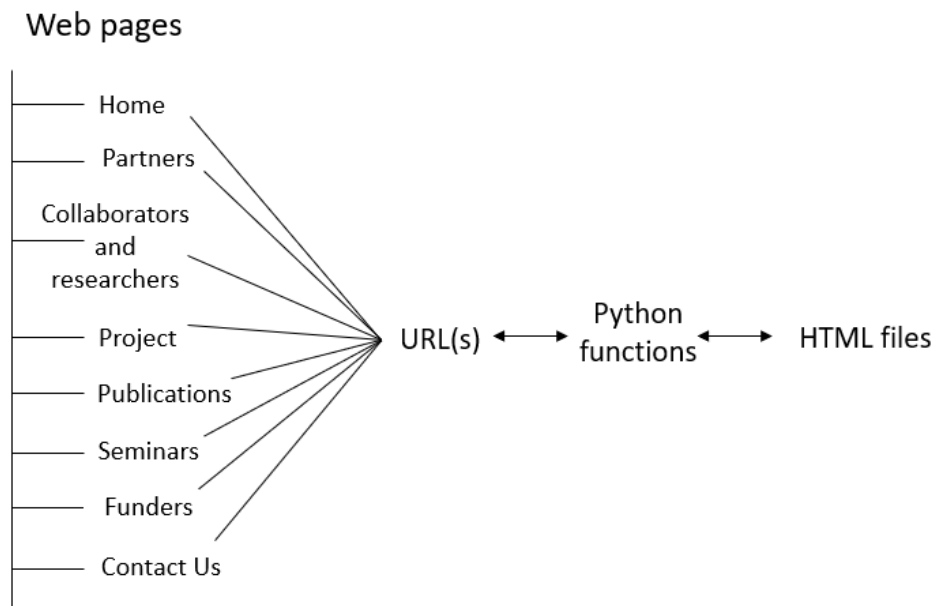 Web pages
Home
Partners
Collaborators
and
researchers
Project
Publications
Seminars
Funders
Contact Us
URL(s)
Python
functions
HTML files